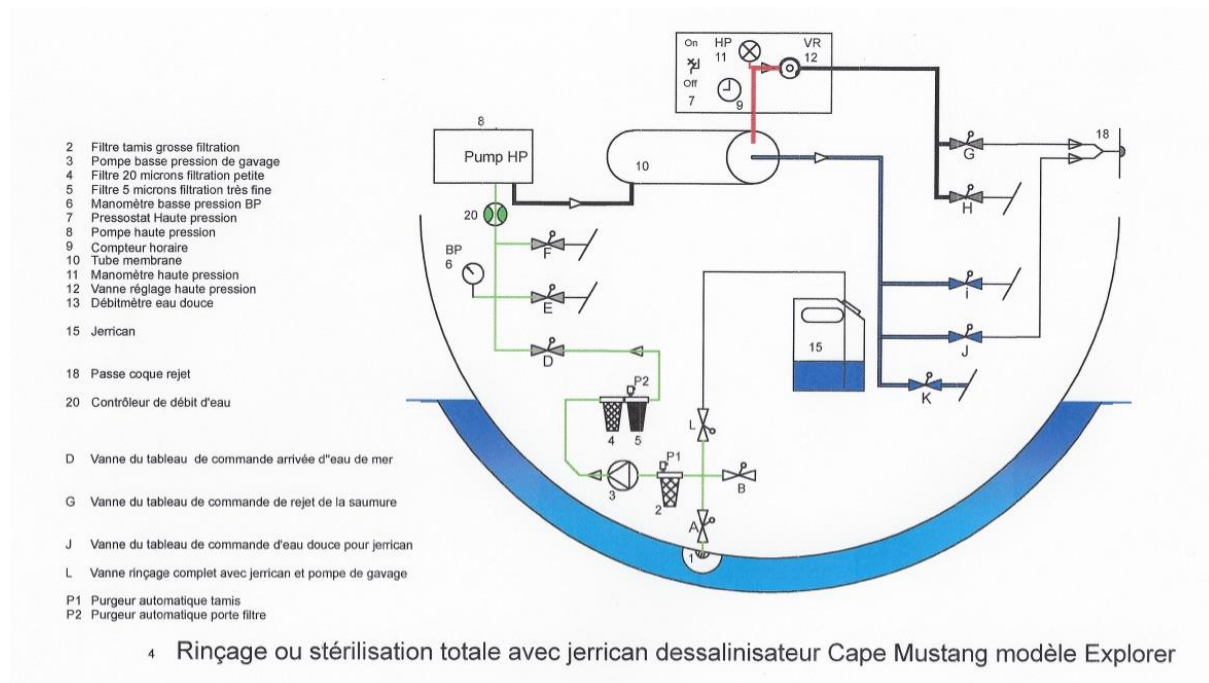 On
HP
VR
11
12
Off
7
9
8
Pump HP
10
18
G
H
20
F
BP
6
E
i
15
J
D
K
P2
L
4
5
P1
3
B
2
A
1
2 Filtre tamis grosse filtration
3 Pompe basse pression de gavage
4 Filtre 20 microns filtration petite
5 Filtre 5 microns filtration très fine
6 Manomètre basse pression BP
7 Pressostat Haute pression
8 Pompe haute pression
9 Compteur horaire
10 Tube membrane
11 Manomètre haute pression
12 Vanne réglage haute pression
13 Débitmètre eau douce
15 Jerrican
18 Passe coque rejet
20 Contrôleur de débit d'eau
D Vanne du tableau de commande arrivée d"eau de mer
G Vanne du tableau de commande de rejet de la saumure
J Vanne du tableau de commande d'eau douce pour jerrican
L Vanne rinçage complet avec jerrican et pompe de gavage
P1 Purgeur automatique tamis
P2 Purgeur automatique porte filtre
4 Rinçage ou stérilisation totale avec jerrican dessalinisateur Cape Mustang modèle Explorer